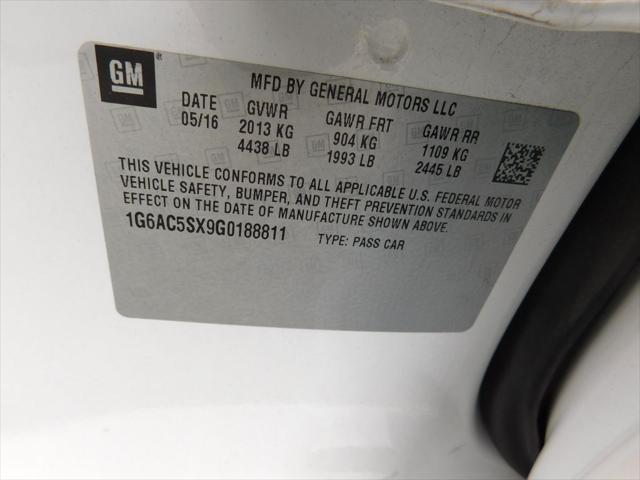 GM
MFD BY GENERAL MOTORS LLC
DATE GVWR GAWR FRT GAWR RR
05/16 2013 KG 904 KG 1109 KG
4438 LB 1993 LB 2445 LB
THIS VEHICLE CONFORMS TO ALL APPLICABLE U.S. FEDERAL MOTOR
VEHICLE SAFETY, BUMPER, AND THEFT PREVENTION STANDARDS IN
EFFECT ON THE DATE OF MANUFACTURE SHOWN ABOVE.
1G6AC5SX9G0188811 TYPE: PASS CAR